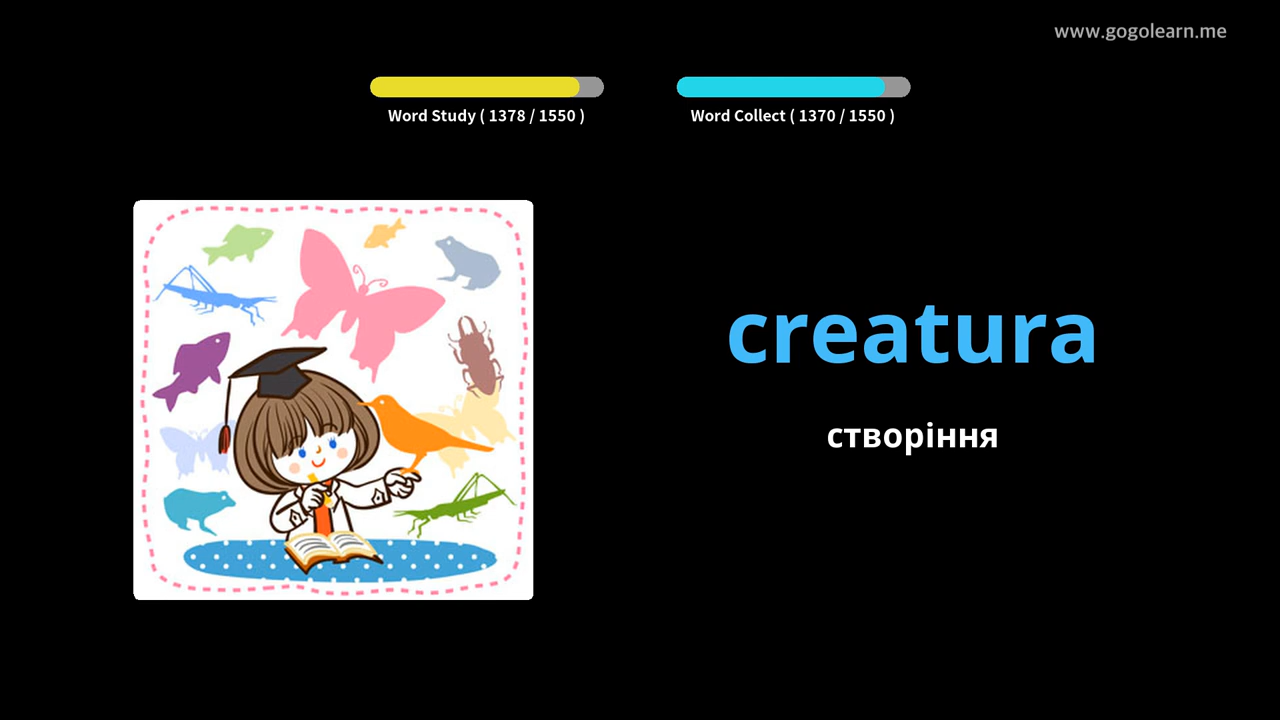 www.gogolearn.me
Word Study ( 1378 / 1550 )
Word Collect ( 1370 / 1550 )
creatura
створіння